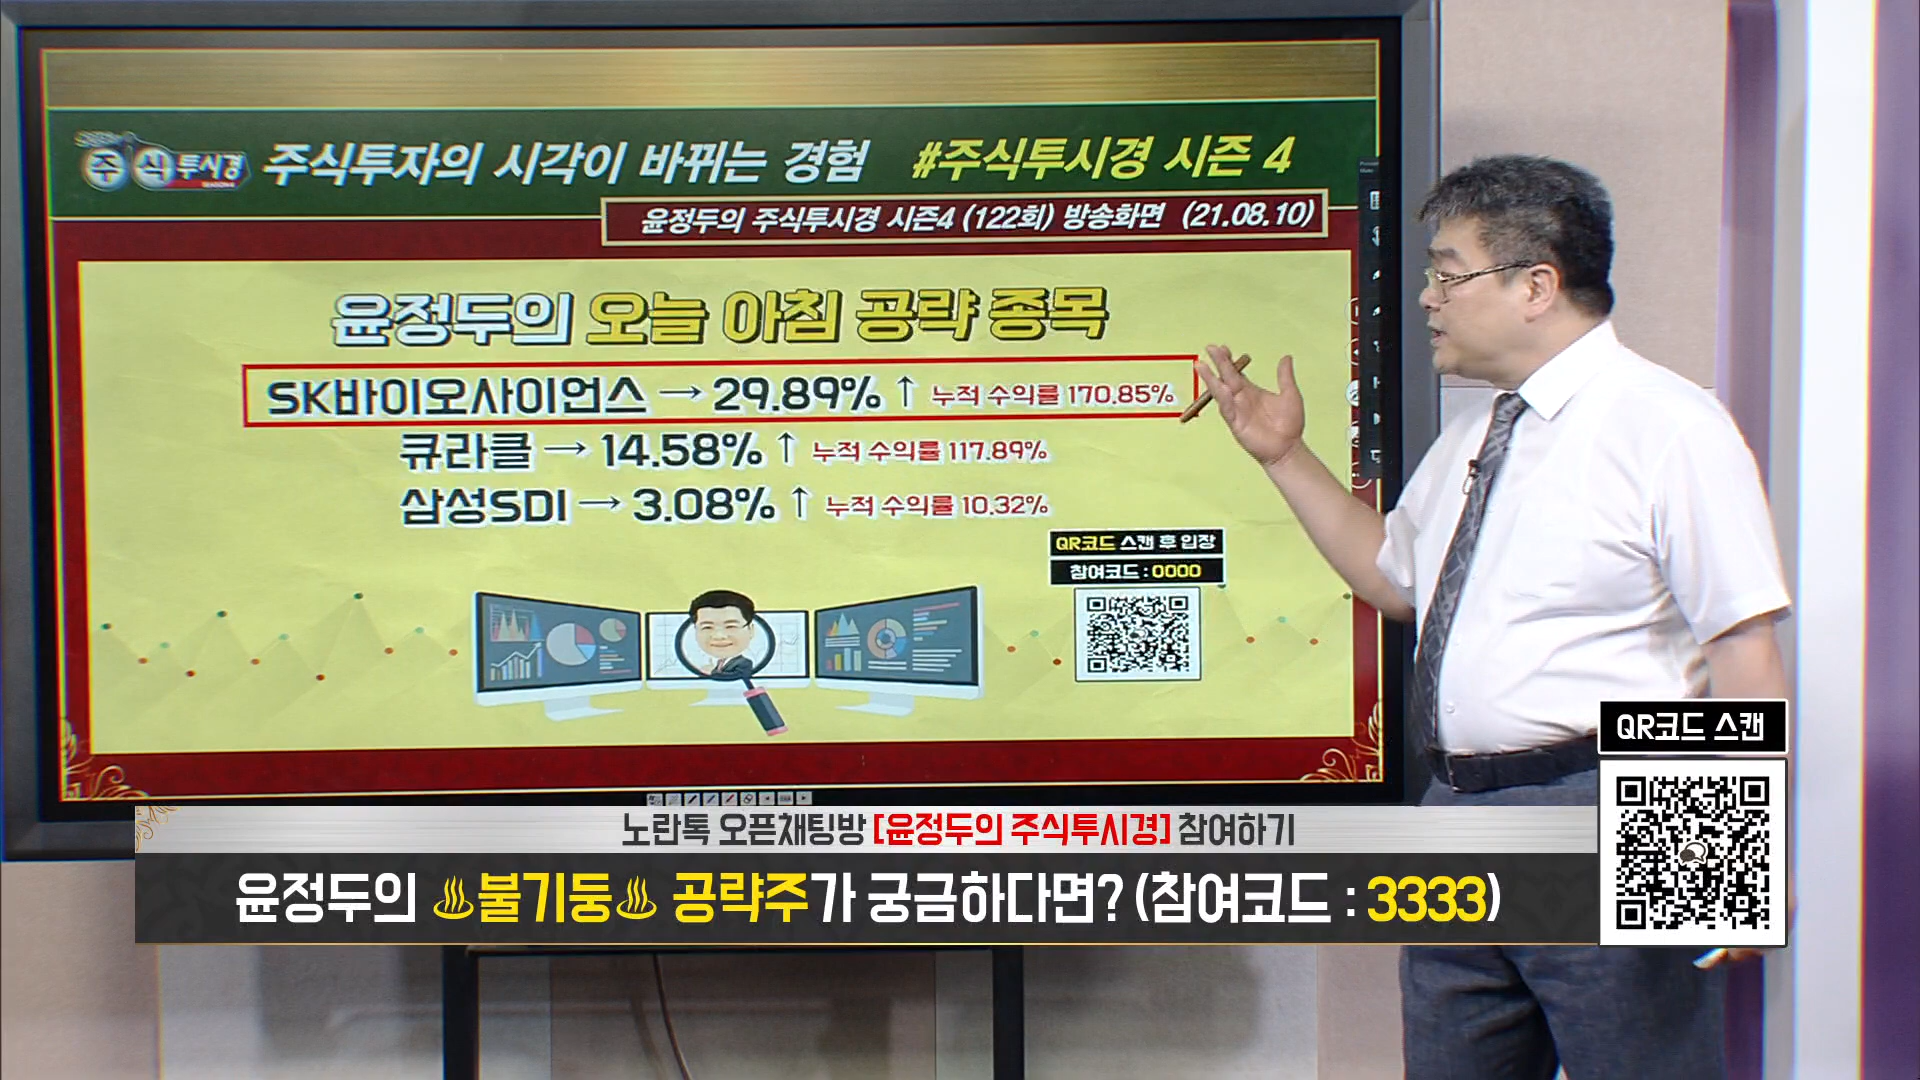 주식투시경 주식투자의 시각이 바뀌는 경험 #주식투시경 시즌 4
윤정두의 주식투시경 시즌4 (122회) 방송화면 (21.08.10)
윤정두의 오늘 아침 공략 종목
SK바이오사이언스 → 29.89% ↑ 누적 수익률 170.85%
큐라클 → 14.58% ↑ 누적 수익률 117.89%
삼성SDI → 3.08% ↑ 누적 수익률 10.32%
QR코드 스캔 후 입장
참여코드 : 0000
QR코드 스캔
노란톡 오픈채팅방 [윤정두의 주식투시경] 참여하기
윤정두의 ♨불기둥♨ 공략주가 궁금하다면? (참여코드 : 3333)